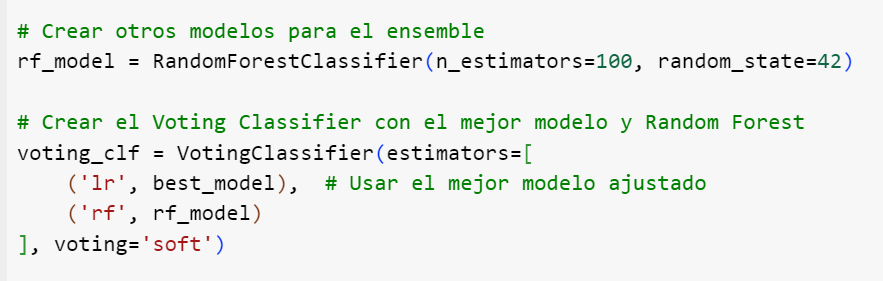 # Crear otros modelos para el ensemble
rf_model = RandomForestClassifier(n_estimators=100, random_state=42)
# Crear el Voting Classifier con el mejor modelo y Random Forest
voting_clf = VotingClassifier(estimators=[
    ('lr', best_model),  # Usar el mejor modelo ajustado
    ('rf', rf_model)
], voting='soft')